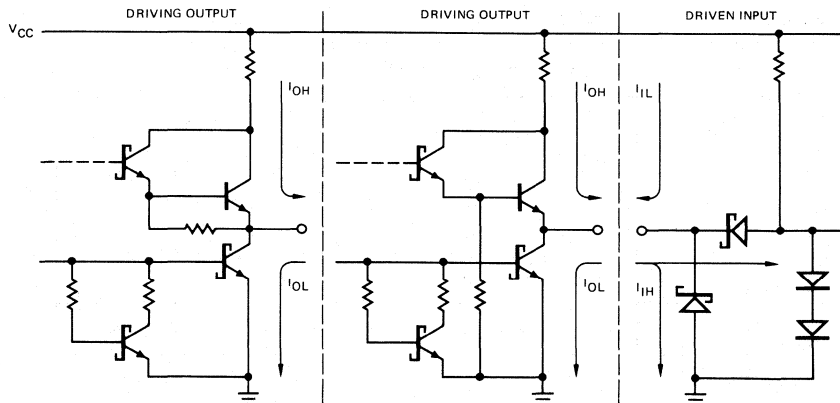 DRIVING OUTPUT
DRIVING OUTPUT
DRIVEN INPUT
VCC
IOH
IOH
IIL
IOL
IOL
IIH